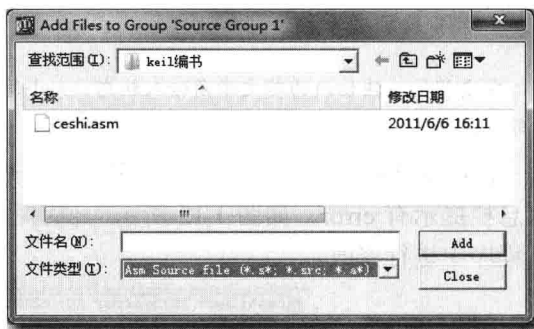 Add Files to Group 'Source Group 1'
查找范围(I): keil编书
名称 修改日期
ceshi.asm 2011/6/6 16:11
文件名(N): Add
文件类型(T): Asm Source file (*.s*; *.src; *.a*) Close